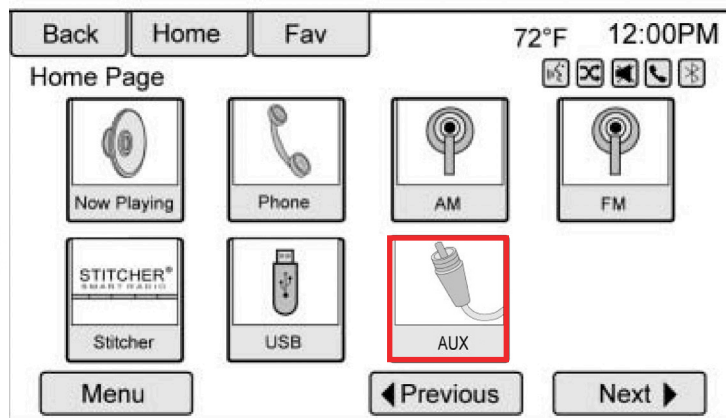 Back Home Fav 72°F 12:00PM
Home Page
Now Playing Phone AM FM
STITCHER®
SMART RADIO
Stitcher USB AUX
Menu Previous Next